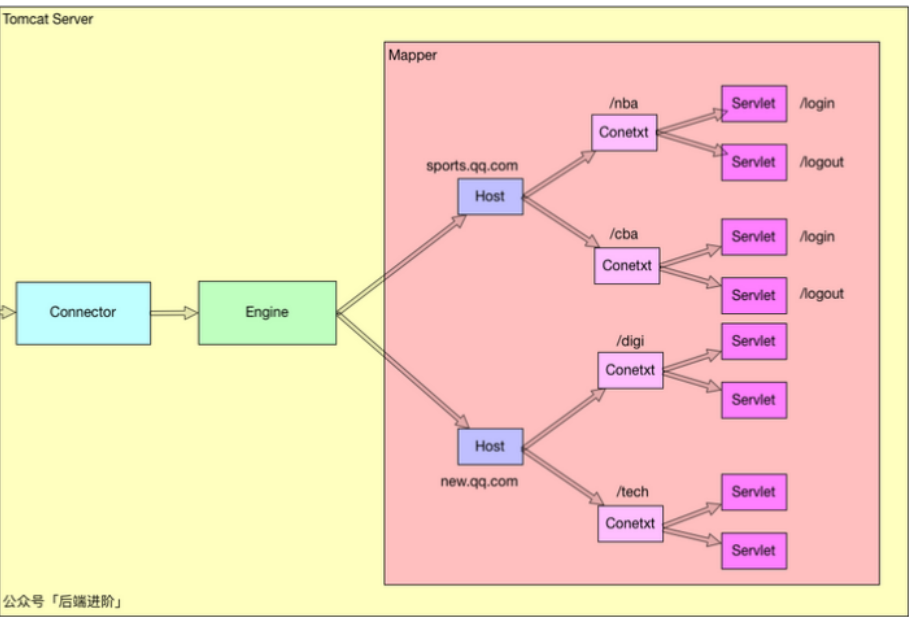 Tomcat Server
Mapper
/nba
Conetxt
Servlet
/login
Servlet
/logout
sports.qq.com
Host
/cba
Conetxt
Servlet
/login
Servlet
/logout
Connector
Engine
/digi
Conetxt
Servlet
Servlet
Host
new.qq.com
/tech
Conetxt
Servlet
Servlet
公众号「后端进阶」